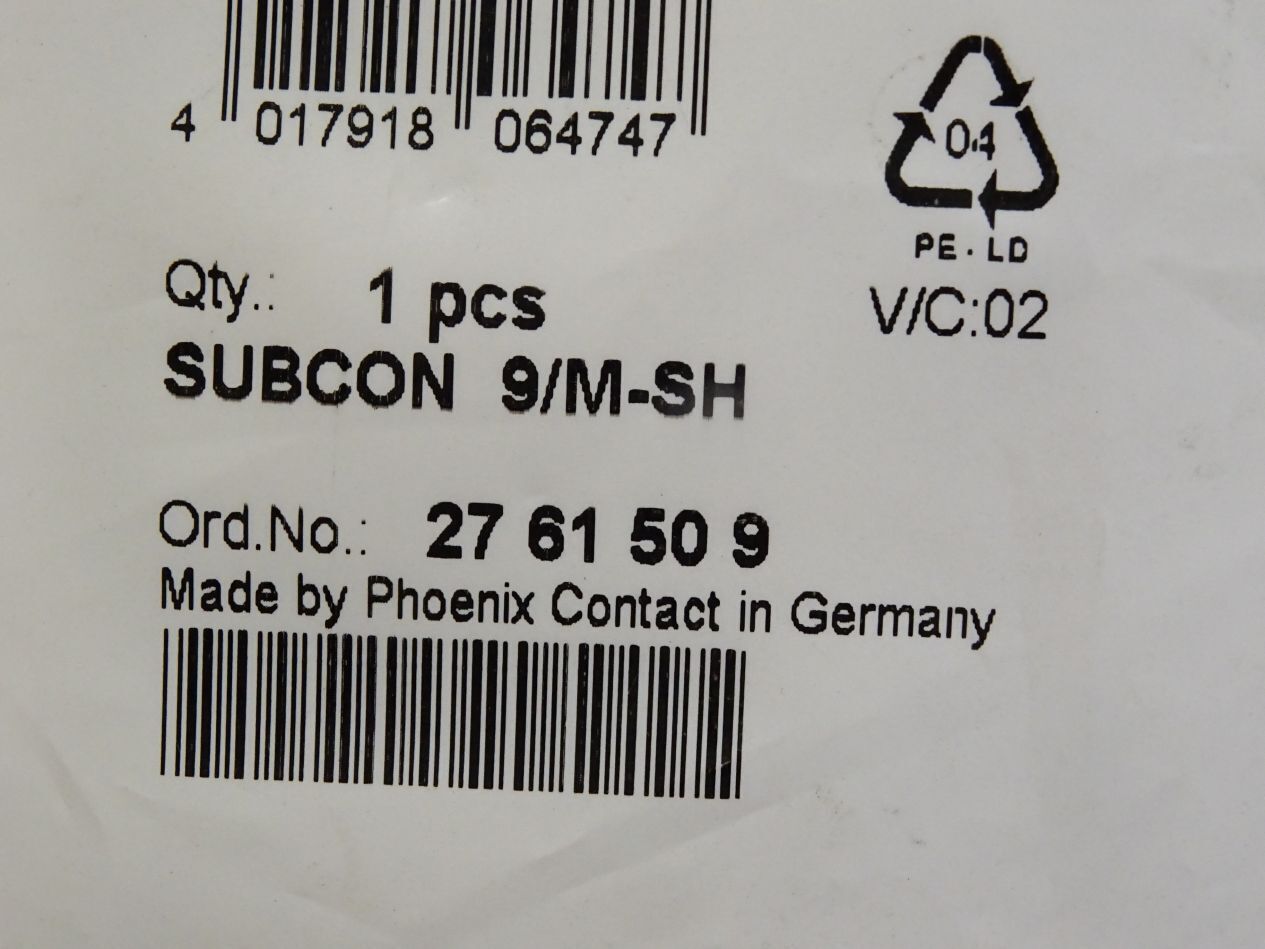 4 017918 064747
04
PE · LD
Qty.: 1 pcs
V/C:02
SUBCON 9/M-SH
Ord.No.: 27 61 50 9
Made by Phoenix Contact in Germany